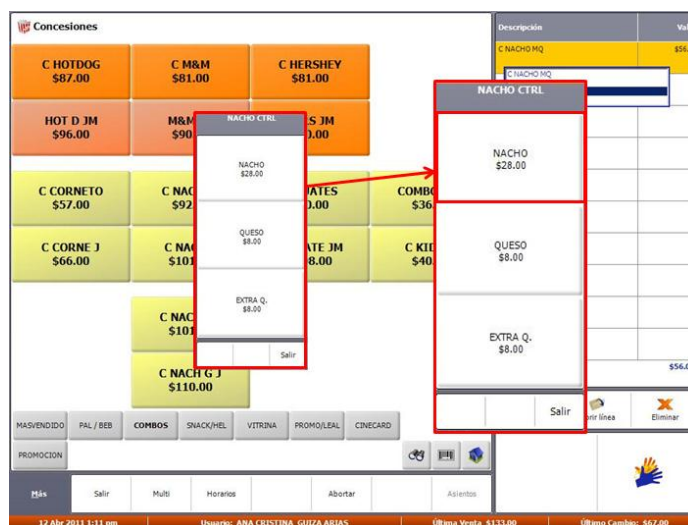 Concesiones
Descripción
Val
C NACHO MQ
$56.
C NACHO MQ
C HOTDOG
$87.00
C M&M
$81.00
C HERSHEY
$81.00
HOT D JM
$96.00
M&M
$90
S JM
0.00
NACHO CTRL
NACHO
$28.00
QUESO
$8.00
EXTRA Q.
$8.00
Salir
NACHO CTRL
NACHO
$28.00
QUESO
$8.00
EXTRA Q.
$8.00
Salir
C CORNETO
$57.00
C NAC
$92
UATES
0.00
COMBO
$36
C CORNE J
$66.00
C NA
$101
ATE JM
8.00
C KID
$40
C NAC
$101
C NACH G J
$110.00
$56.0
MASVENDIDO
PAL / BEB
COMBOS
SNACK/HEL
VITRINA
PROMO/LEAL
CINECARD
rir línea
Eliminar
PROMOCION
Más
Salir
Multi
Horarios
Abortar
Asientos
12 Abr 2011 1:11 pm
Usuario: ANA CRISTINA GUIZA ARIAS
Última Venta $133.00
Último Cambio: $67.00